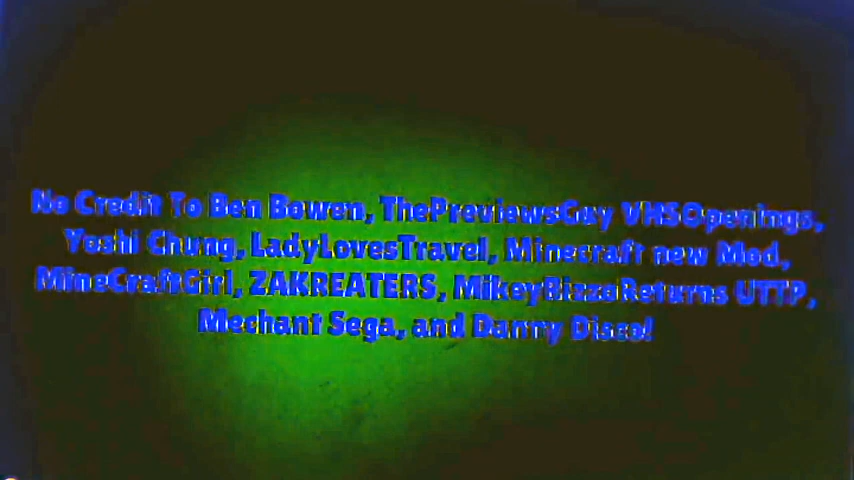 No Credit To Ben Bowen, ThePreviewsGuy VHSOpenings,
Yoshi Chung, LadyLovesTravel, Minecraft new Mod,
MineCraftGirl, ZAKREATERS, MikeyRizzoReturns UTTP,
Mechant Sega, and Danny Disco!